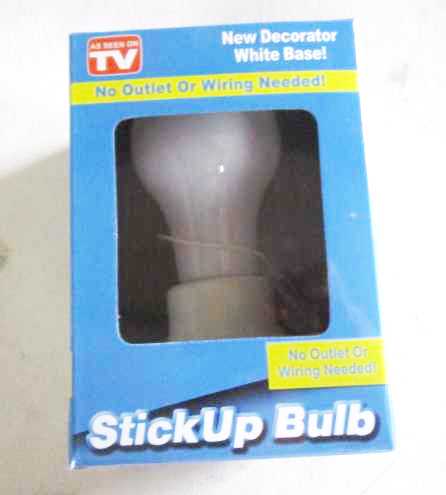 AS SEEN ON
TV
New Decorator
White Base!
No Outlet Or Wiring Needed!
No Outlet Or
Wiring Needed!
StickUp Bulb